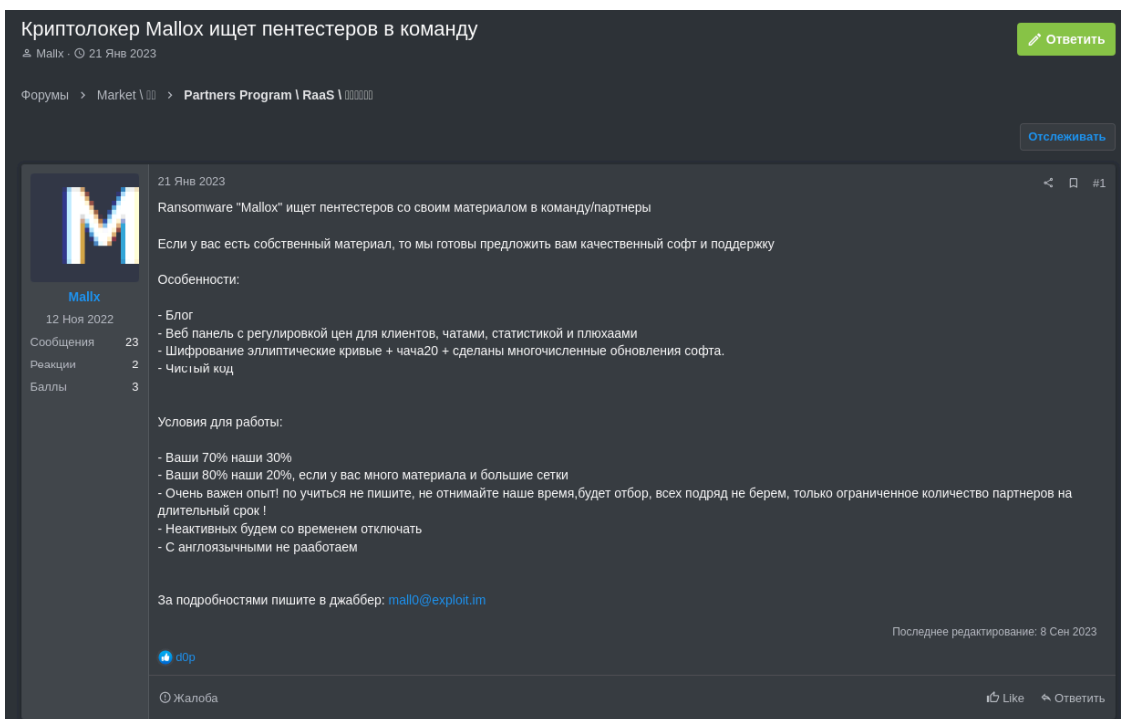 Криптолокер Mallox ищет пентестеров в команду
Mallx · 21 Янв 2023
Ответить
Форумы > Market \ > Partners Program \ RaaS \
Отслеживать
21 Янв 2023
#1
Ransomware "Mallox" ищет пентестеров со своим материалом в команду/партнеры
Если у вас есть собственный материал, то мы готовы предложить вам качественный софт и поддержку
Особенности:
- Блог
- Веб панель с регулировкой цен для клиентов, чатами, статистикой и плюхаами
- Шифрование эллиптические кривые + чача20 + сделаны многочисленные обновления софта.
- Чистый код
Mallx
12 Ноя 2022
Сообщения 23
Реакции 2
Баллы 3
Условия для работы:
- Ваши 70% наши 30%
- Ваши 80% наши 20%, если у вас много материала и большие сетки
- Очень важен опыт! по учиться не пишите, не отнимайте наше время,будет отбор, всех подряд не берем, только ограниченное количество партнеров на
длительный срок !
- Неактивных будем со временем отключать
- С англоязычными не рааботаем
За подробностями пишите в джаббер: mall0@exploit.im
Последнее редактирование: 8 Сен 2023
d0p
Жалоба
Like
Ответить